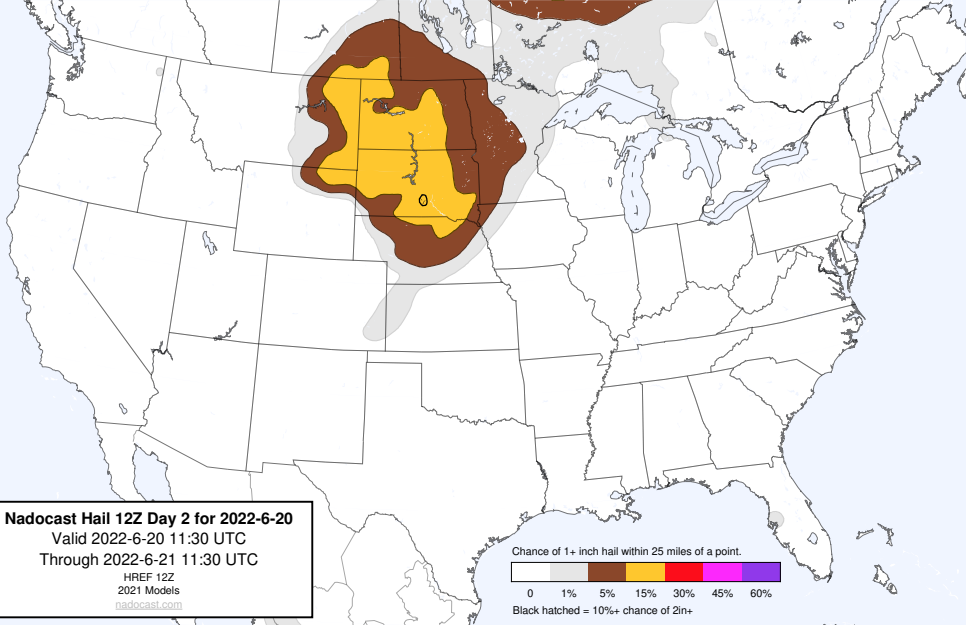 Nadocast Hail 12Z Day 2 for 2022-6-20
Valid 2022-6-20 11:30 UTC
Through 2022-6-21 11:30 UTC
HREF 12Z
2021 Models
nadocast.com
Chance of 1+ inch hail within 25 miles of a point.
0 1% 5% 15% 30% 45% 60%
Black hatched = 10%+ chance of 2in+